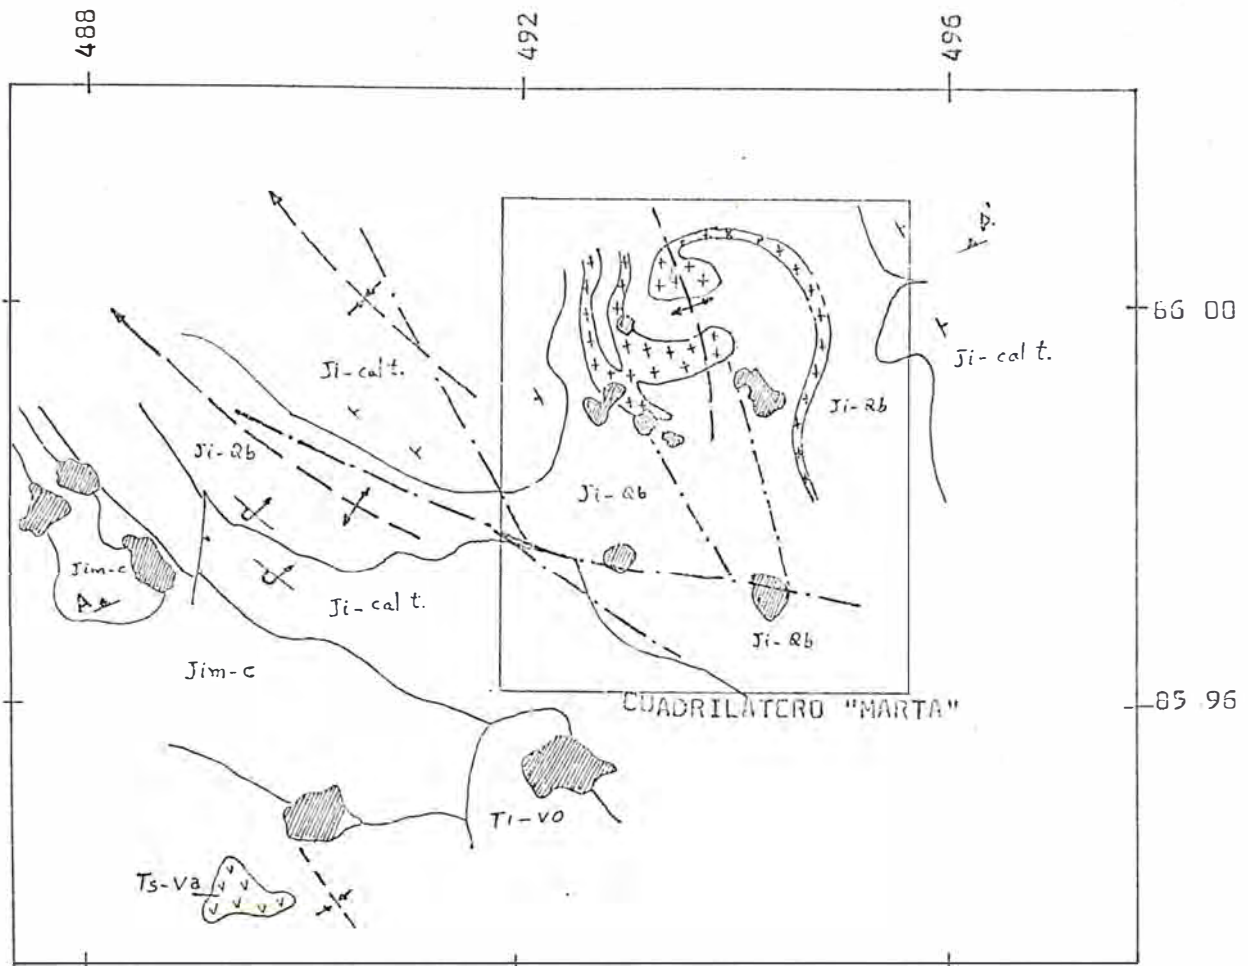 488
492
496
B'
86 00
Ji-cal t.
Ji-cal t.
Ji-Qb
Ji-Qb
Ji-Qb
Jim-c
A
Ji-cal t.
Ji-Qb
Jim-c
85 96
CUADRILATERO "MARTA"
Ti-vo
Ts-va